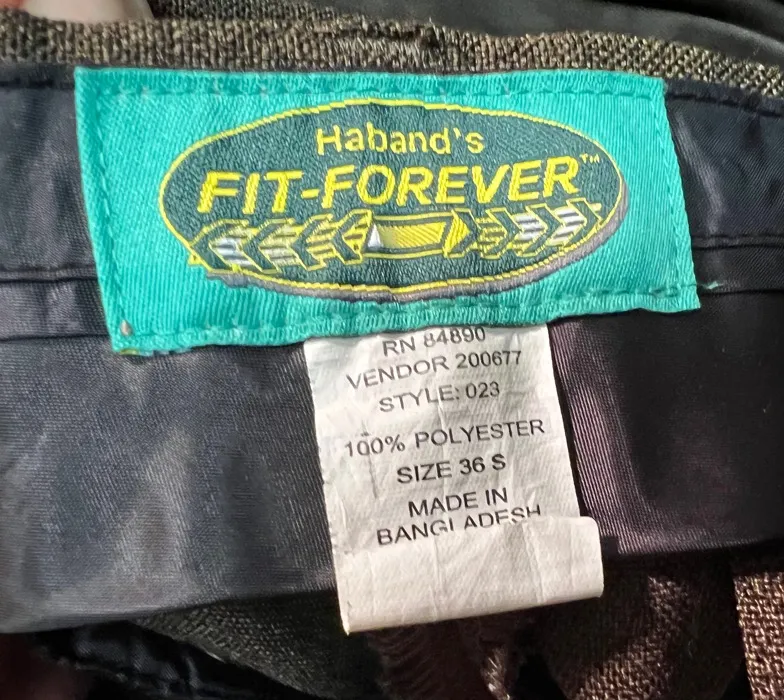 Haband's
FIT-FOREVER™
RN 84890
VENDOR 200677
STYLE: 023
100% POLYESTER
SIZE 36 S
MADE IN
BANGLADESH